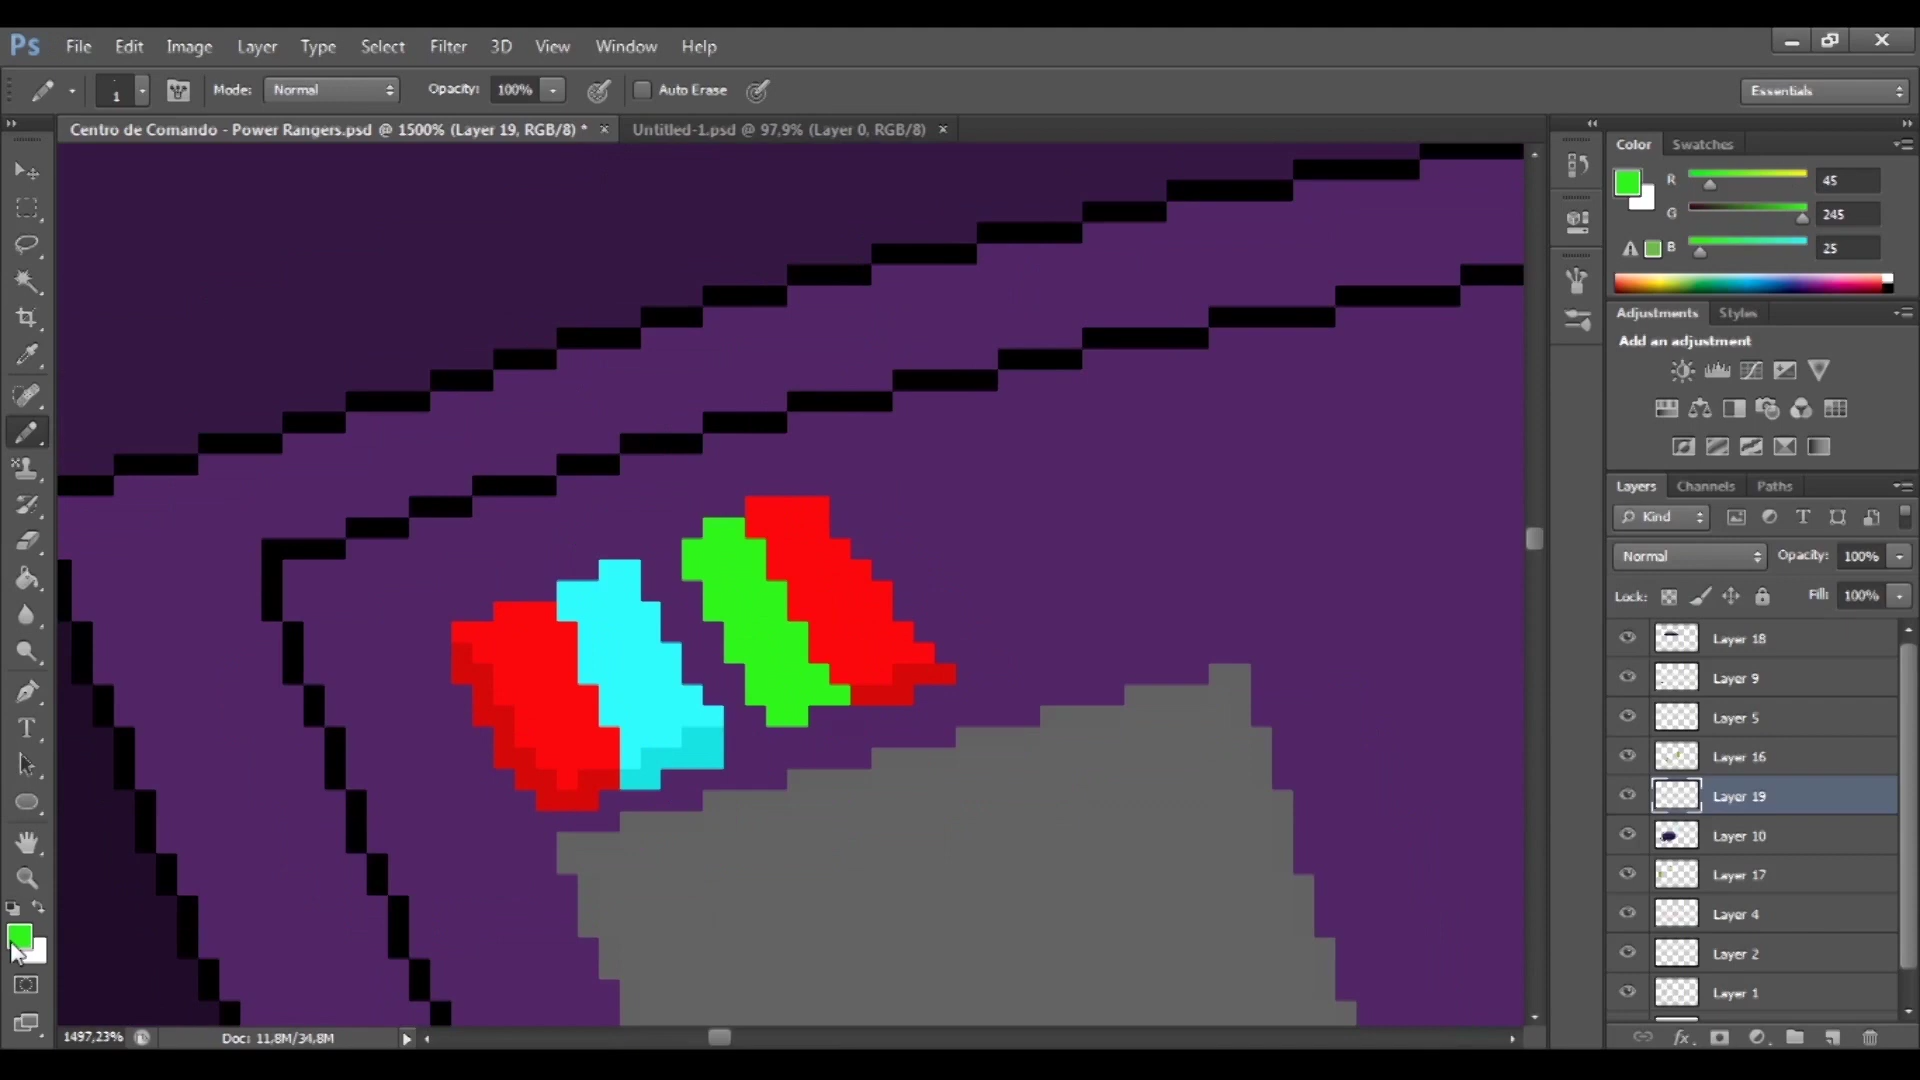 Ps File Edit Image Layer Type Select Filter 3D View Window Help
1 Mode: Normal Opacity: 100% Auto Erase Essentials
Centro de Comando - Power Rangers.psd @ 1500% (Layer 19, RGB/8) * × Untitled-1.psd @ 97,9% (Layer 0, RGB/8) ×
Color Swatches
R 45
G 245
B 25
Adjustments Styles
Add an adjustment
Layers Channels Paths
Kind
Normal Opacity: 100%
Lock: Fill: 100%
Layer 18
Layer 9
Layer 5
Layer 16
Layer 19
Layer 10
Layer 17
Layer 4
Layer 2
Layer 1
fx
1497,23% Doc: 11,8M/34,8M